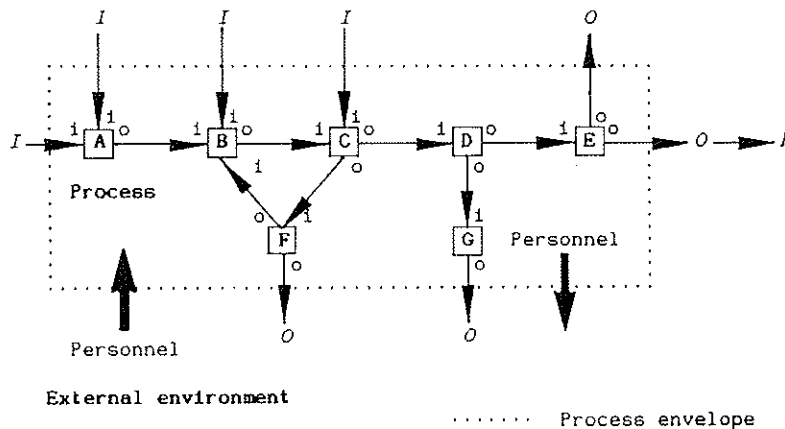 I I I O
i i i
I i A o i B o i C o i D o i E o o O
i o o
Process
o i i
F G Personnel
o o
Personnel O O
External environment
Process envelope